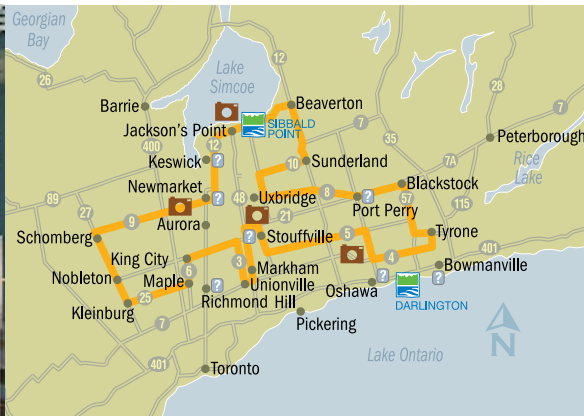 Georgian
Bay
26
12
28
Lake
Simcoe
Barrie
Beaverton
Jackson's Point
SIBBALD
POINT
7
35
Peterborough
400
12
Keswick
?
10
Sunderland
7A
Rice
Lake
89
Newmarket
?
48
Uxbridge
8
?
Blackstock
57
115
27
9
21
Port Perry
Aurora
Schomberg
?
Stouffville
5
Tyrone
King City
4
401
Nobleton
6
3
Markham
Bowmanville
?
Maple
Unionville
Oshawa
?
25
?
Richmond Hill
DARLINGTON
Kleinburg
7
Pickering
N
Lake Ontario
401
Toronto